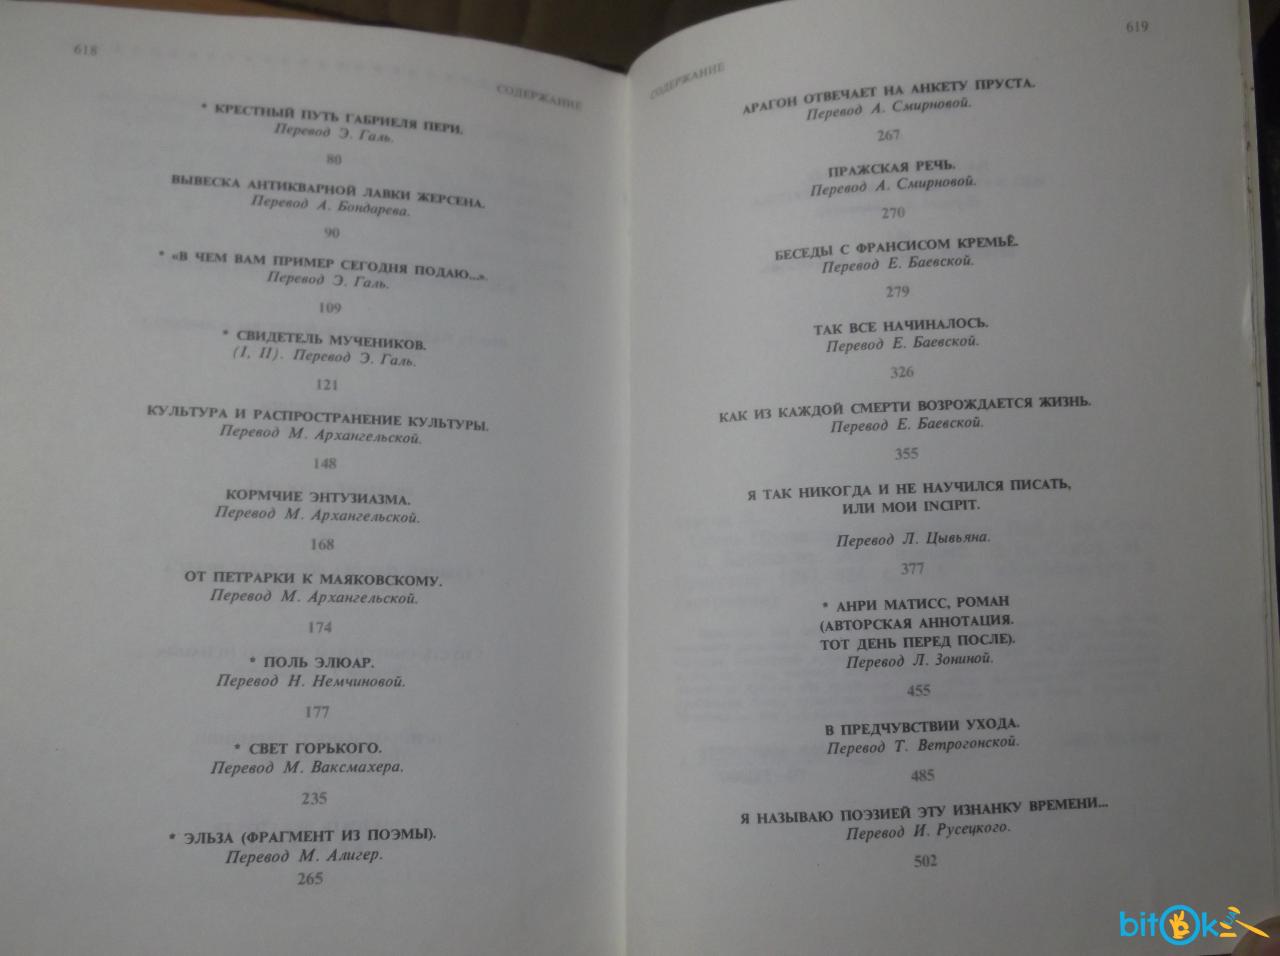 618
СОДЕРЖАНИЕ
* КРЕСТНЫЙ ПУТЬ ГАБРИЕЛЯ ПЕРИ.
Перевод Э. Галь.
80
ВЫВЕСКА АНТИКВАРНОЙ ЛАВКИ ЖЕРСЕНА.
Перевод А. Бондарева.
90
* «В ЧЕМ ВАМ ПРИМЕР СЕГОДНЯ ПОДАЮ...».
Перевод Э. Галь.
109
* СВИДЕТЕЛЬ МУЧЕНИКОВ.
(I, II). Перевод Э. Галь.
121
КУЛЬТУРА И РАСПРОСТРАНЕНИЕ КУЛЬТУРЫ.
Перевод М. Архангельской.
148
КОРМЧИЕ ЭНТУЗИАЗМА.
Перевод М. Архангельской.
168
ОТ ПЕТРАРКИ К МАЯКОВСКОМУ.
Перевод М. Архангельской.
174
* ПОЛЬ ЭЛЮАР.
Перевод Н. Немчиновой.
177
* СВЕТ ГОРЬКОГО.
Перевод М. Ваксмахера.
235
* ЭЛЬЗА (ФРАГМЕНТ ИЗ ПОЭМЫ).
Перевод М. Алигер.
265
619
СОДЕРЖАНИЕ
АРАГОН ОТВЕЧАЕТ НА АНКЕТУ ПРУСТА.
Перевод А. Смирновой.
267
ПРАЖСКАЯ РЕЧЬ.
Перевод А. Смирновой.
270
БЕСЕДЫ С ФРАНСИСОМ КРЕМЬЁ.
Перевод Е. Баевской.
279
ТАК ВСЕ НАЧИНАЛОСЬ.
Перевод Е. Баевской.
326
КАК ИЗ КАЖДОЙ СМЕРТИ ВОЗРОЖДАЕТСЯ ЖИЗНЬ.
Перевод Е. Баевской.
355
Я ТАК НИКОГДА И НЕ НАУЧИЛСЯ ПИСАТЬ,
ИЛИ МОИ INCIPIT.
Перевод Л. Цывьяна.
377
* АНРИ МАТИСС, РОМАН
(АВТОРСКАЯ АННОТАЦИЯ.
ТОТ ДЕНЬ ПЕРЕД ПОСЛЕ).
Перевод Л. Зониной.
455
В ПРЕДЧУВСТВИИ УХОДА.
Перевод Т. Ветрогонской.
485
Я НАЗЫВАЮ ПОЭЗИЕЙ ЭТУ ИЗНАНКУ ВРЕМЕНИ...
Перевод И. Русецкого.
502
bitok